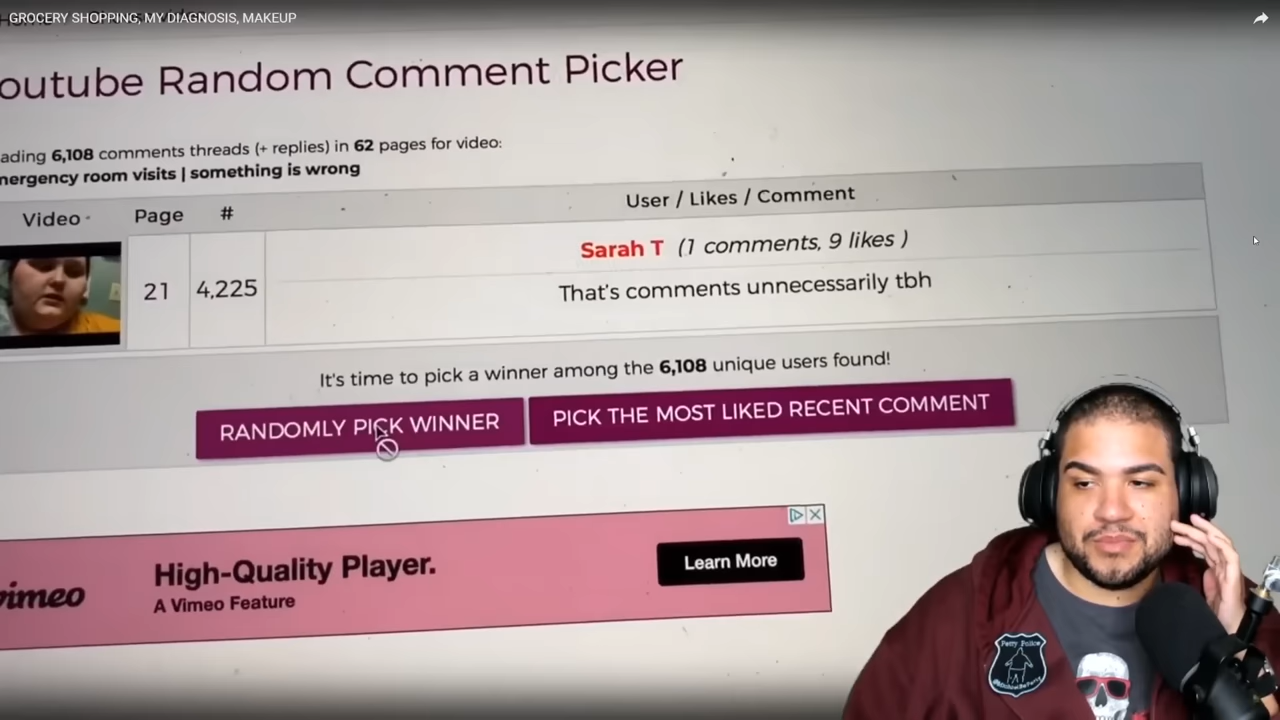 GROCERY SHOPPING, MY DIAGNOSIS, MAKEUP
outube Random Comment Picker
ading 6,108 comments threads (+ replies) in 62 pages for video:
mergency room visits | something is wrong
Video Page # User / Likes / Comment
Sarah T (1 comments, 9 likes )
21 4,225
That's comments unnecessarily tbh
It's time to pick a winner among the 6,108 unique users found!
RANDOMLY PICK WINNER PICK THE MOST LIKED RECENT COMMENT
High-Quality Player.
Learn More
vimeo
A Vimeo Feature
Petty Police